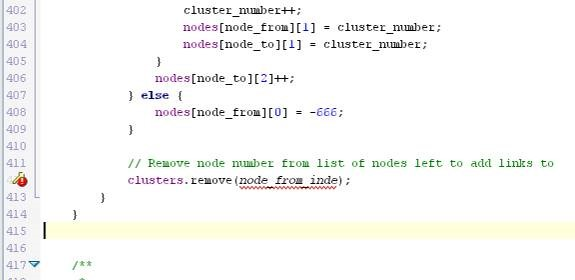 402 cluster_number++;
403 nodes[node_from][1] = cluster_number;
404 nodes[node_to][1] = cluster_number;
405 }
406 nodes[node_to][2]++;
407 } else {
408 nodes[node_from][0] = -666;
409 }
410
411 // Remove node number from list of nodes left to add links to
clusters.remove(node_from_inde);
413 }
414 }
415
416
417 /**